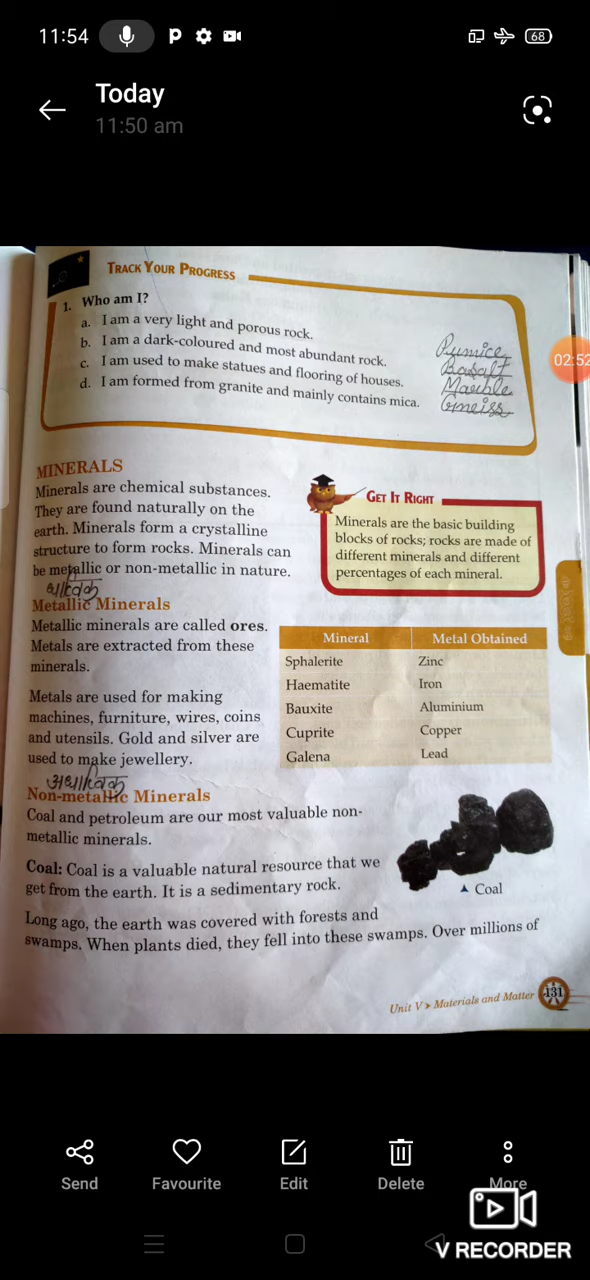 11:54
68
Today
11:50 am
TRACK YOUR PROGRESS
1. Who am I?
a. I am a very light and porous rock.
b. I am a dark-coloured and most abundant rock.
c. I am used to make statues and flooring of houses.
d. I am formed from granite and mainly contains mica.
Pumice
Basalt
Marble
Gneiss
02:52
MINERALS
Minerals are chemical substances.
They are found naturally on the
earth. Minerals form a crystalline
structure to form rocks. Minerals can
be metallic or non-metallic in nature.
GET IT RIGHT
Minerals are the basic building
blocks of rocks; rocks are made of
different minerals and different
percentages of each mineral.
धात्विक
Metallic Minerals
Metallic minerals are called ores.
Metals are extracted from these
minerals.
Metals are used for making
machines, furniture, wires, coins
and utensils. Gold and silver are
used to make jewellery.
Mineral Metal Obtained
Sphalerite Zinc
Haematite Iron
Bauxite Aluminium
Cuprite Copper
Galena Lead
अधात्विक
Non-metallic Minerals
Coal and petroleum are our most valuable non-
metallic minerals.
Coal: Coal is a valuable natural resource that we
get from the earth. It is a sedimentary rock.
Coal
Long ago, the earth was covered with forests and
swamps. When plants died, they fell into these swamps. Over millions of
Unit V > Materials and Matter 131
Send Favourite Edit Delete More
V RECORDER